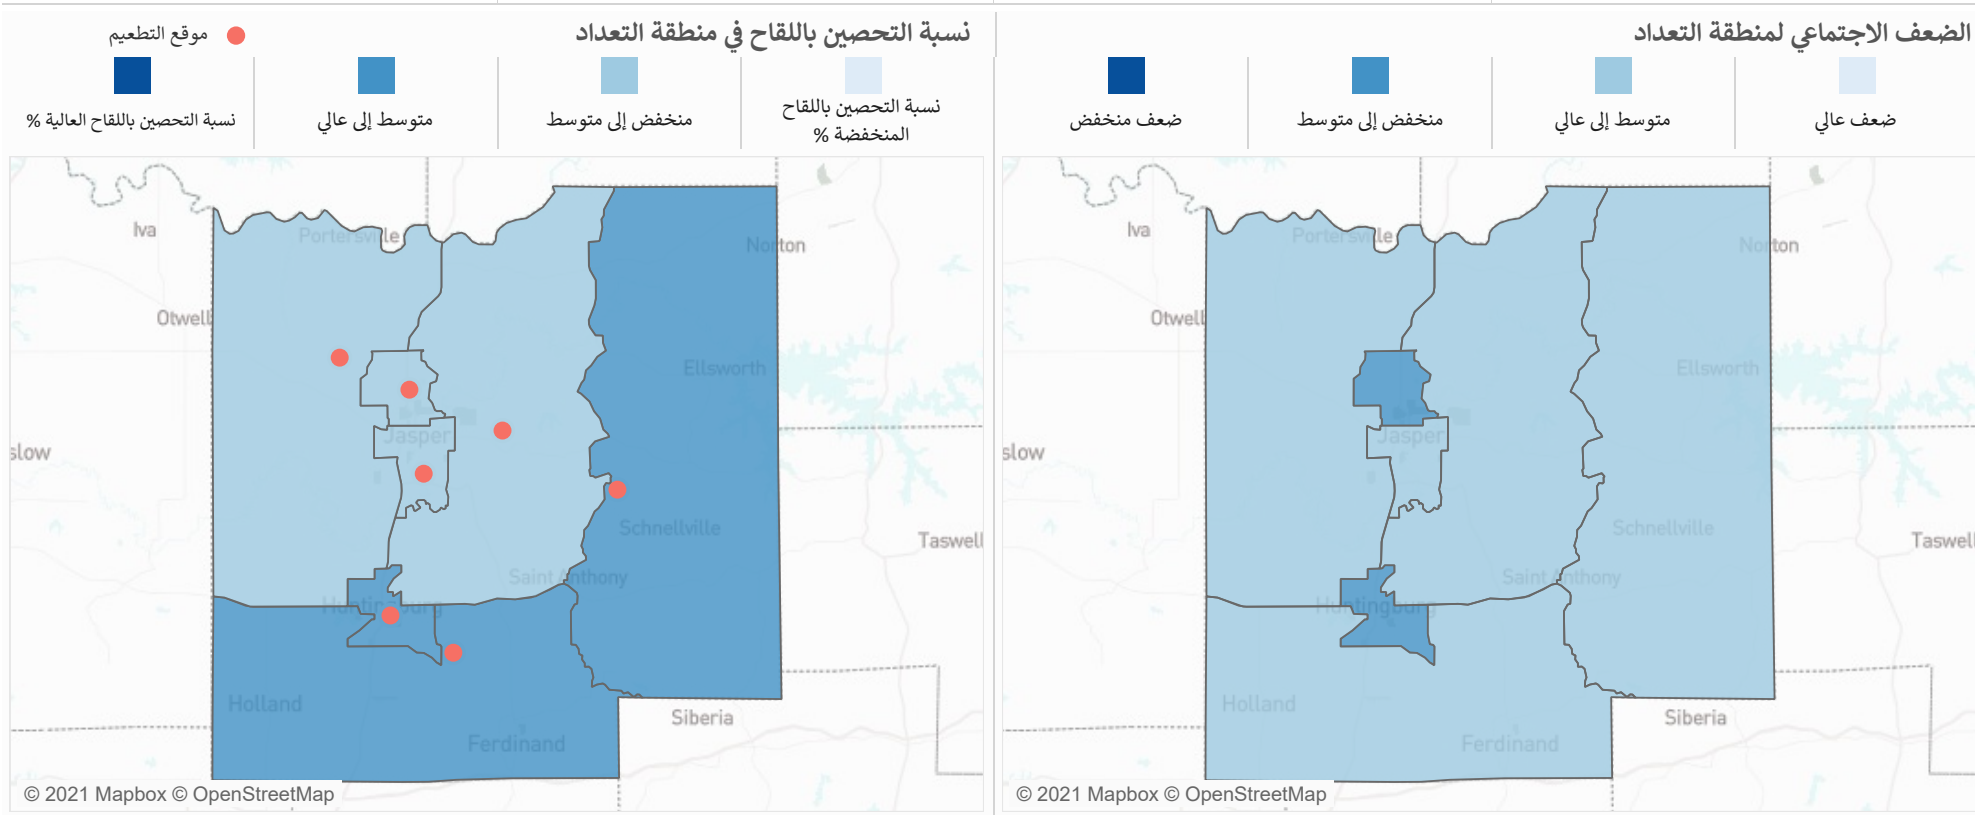 الضعف الاجتماعي لمنطقة التعداد
ضعف عالي
متوسط إلى عالي
منخفض إلى متوسط
ضعف منخفض
Iva
Portersville
Norton
Otwell
Ellsworth
Jasper
slow
Schnellville
Taswell
Saint Anthony
Huntingburg
Holland
Siberia
Ferdinand
© 2021 Mapbox © OpenStreetMap
نسبة التحصين باللقاح في منطقة التعداد
موقع التطعيم
نسبة التحصين باللقاح
المنخفضة %
منخفض إلى متوسط
متوسط إلى عالي
نسبة التحصين باللقاح العالية %
Iva
Portersville
Norton
Otwell
Ellsworth
Jasper
slow
Schnellville
Taswell
Saint Anthony
Huntingburg
Holland
Siberia
Ferdinand
© 2021 Mapbox © OpenStreetMap